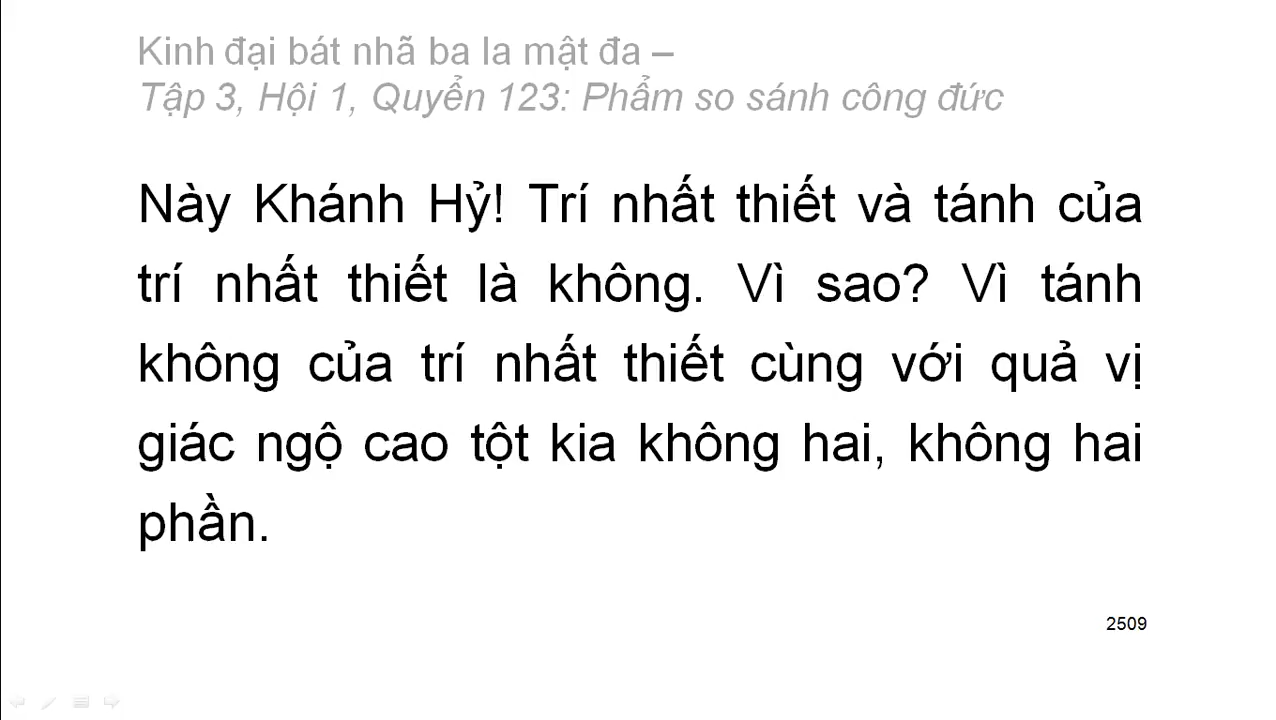 Kinh đại bát nhã ba la mật đa –
Tập 3, Hội 1, Quyển 123: Phẩm so sánh công đức
Này Khánh Hỷ! Trí nhất thiết và tánh của
trí nhất thiết là không. Vì sao? Vì tánh
không của trí nhất thiết cùng với quả vị
giác ngộ cao tột kia không hai, không hai
phần.
2509